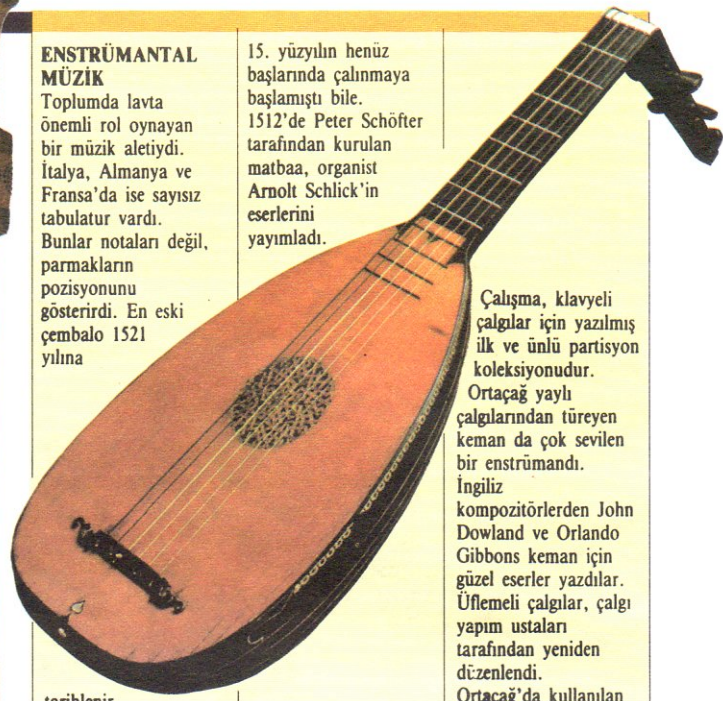 ENSTRÜMANTAL
MÜZİK
Toplumda lavta
önemli rol oynayan
bir müzik aletiydi.
İtalya, Almanya ve
Fransa'da ise sayısız
tabulatur vardı.
Bunlar notaları değil,
parmakların
pozisyonunu
gösterirdi. En eski
çembalo 1521
yılına
tarihlenir
15. yüzyılın henüz
başlarında çalınmaya
başlamıştı bile.
1512'de Peter Schöfter
tarafından kurulan
matbaa, organist
Arnolt Schlick'in
eserlerini
yayımladı.
Çalışma, klavyeli
çalgılar için yazılmış
ilk ve ünlü partisyon
koleksiyonudur.
Ortaçağ yaylı
çalgılarından türeyen
keman da çok sevilen
bir enstrümandı.
İngiliz
kompozitörlerden John
Dowland ve Orlando
Gibbons keman için
güzel eserler yazdılar.
Üflemeli çalgılar, çalgı
yapım ustaları
tarafından yeniden
düzenlendi.
Ortaçağ'da kullanılan